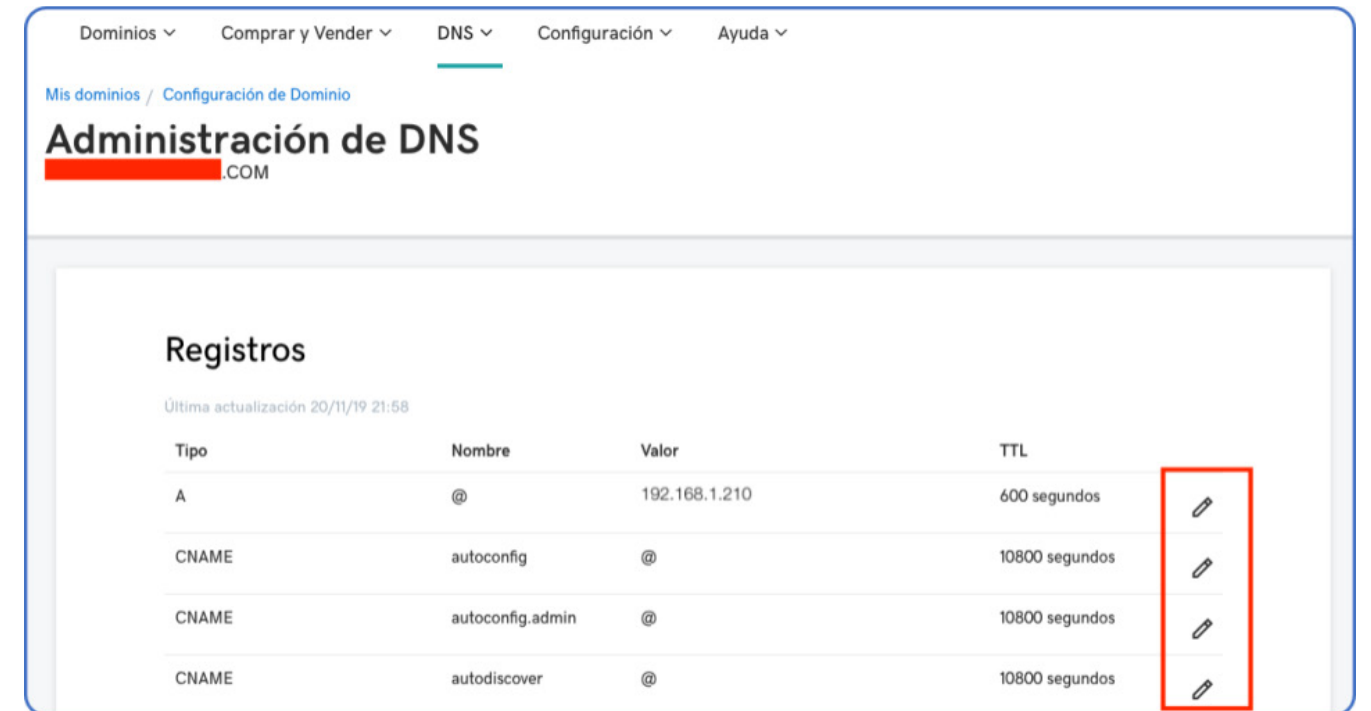 Dominios Comprar y Vender DNS Configuración Ayuda
Mis dominios / Configuración de Dominio
Administración de DNS
.COM
Registros
Última actualización 20/11/19 21:58
Tipo Nombre Valor TTL
A @ 192.168.1.210 600 segundos
CNAME autoconfig @ 10800 segundos
CNAME autoconfig.admin @ 10800 segundos
CNAME autodiscover @ 10800 segundos